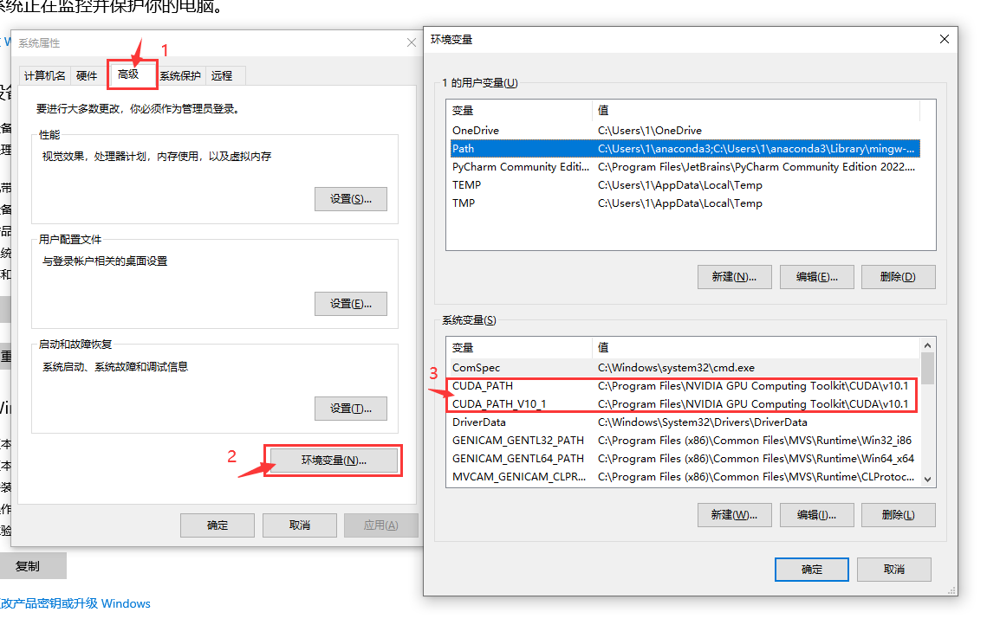 系统正在监控并保护你的电脑。
系统属性
1
计算机名 硬件 高级 系统保护 远程
要进行大多数更改，你必须作为管理员登录。
性能
视觉效果，处理器计划，内存使用，以及虚拟内存
设置(S)...
用户配置文件
与登录帐户相关的桌面设置
设置(E)...
启动和故障恢复
系统启动、系统故障和调试信息
设置(T)...
2
环境变量(N)...
确定 取消 应用(A)
复制
改产品密钥或升级 Windows
环境变量
1 的用户变量(U)
变量 值
OneDrive C:\Users\1\OneDrive
Path C:\Users\1\anaconda3;C:\Users\1\anaconda3\Library\mingw-...
PyCharm Community Editi... C:\Program Files\JetBrains\PyCharm Community Edition 2022....
TEMP C:\Users\1\AppData\Local\Temp
TMP C:\Users\1\AppData\Local\Temp
新建(N)... 编辑(E)... 删除(D)
系统变量(S)
变量 值
ComSpec C:\Windows\system32\cmd.exe
3
CUDA_PATH C:\Program Files\NVIDIA GPU Computing Toolkit\CUDA\v10.1
CUDA_PATH_V10_1 C:\Program Files\NVIDIA GPU Computing Toolkit\CUDA\v10.1
DriverData C:\Windows\System32\Drivers\DriverData
GENICAM_GENTL32_PATH C:\Program Files (x86)\Common Files\MVS\Runtime\Win32_i86
GENICAM_GENTL64_PATH C:\Program Files (x86)\Common Files\MVS\Runtime\Win64_x64
MVCAM_GENICAM_CLPR... C:\Program Files (x86)\Common Files\MVS\Runtime\CLProtoc...
新建(W)... 编辑(I)... 删除(L)
确定 取消